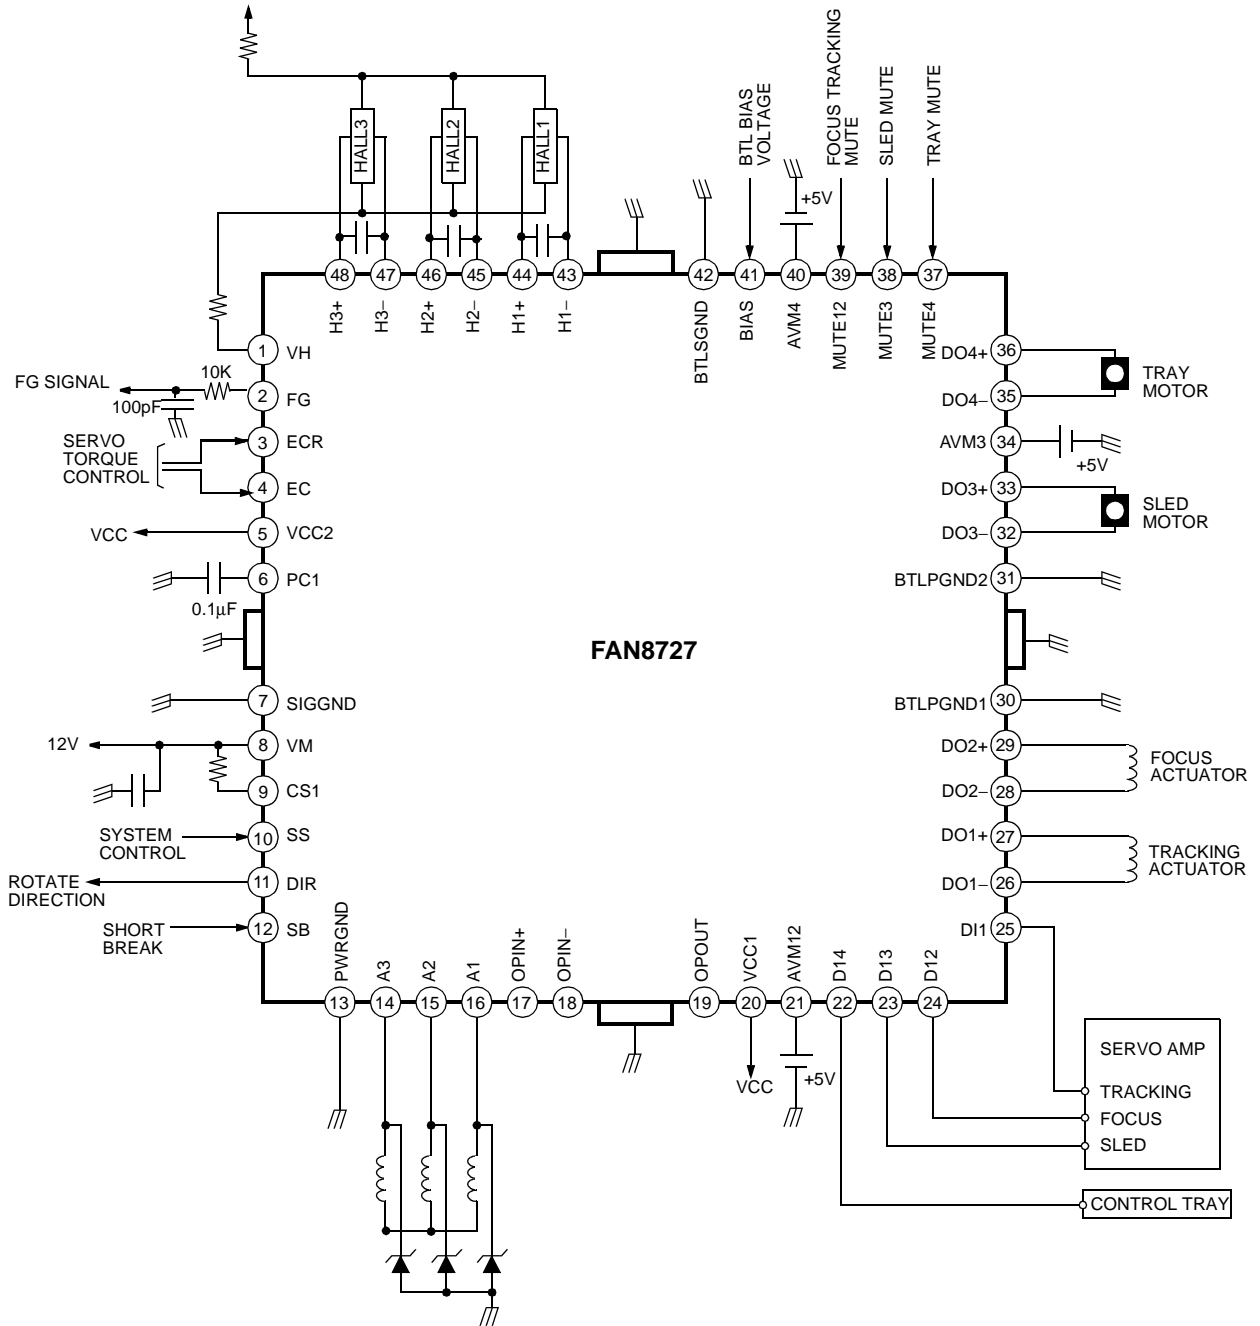 HALL3
HALL2
HALL1
BTL BIAS
VOLTAGE
+5V
FOCUS TRACKING
MUTE
SLED MUTE
TRAY MUTE
48
47
46
45
44
43
42
41
40
39
38
37
H3+
H3−
H2+
H2−
H1+
H1−
BTLSGND
BIAS
AVM4
MUTE12
MUTE3
MUTE4
1 VH
FG SIGNAL
10K
100pF
2 FG
SERVO
TORQUE
CONTROL
3 ECR
4 EC
VCC
5 VCC2
6 PC1
0.1µF
7 SIGGND
12V
8 VM
9 CS1
SYSTEM
CONTROL
10 SS
ROTATE
DIRECTION
11 DIR
SHORT
BREAK
12 SB
FAN8727
DO4+ 36
DO4− 35
TRAY
MOTOR
AVM3 34
+5V
DO3+ 33
DO3− 32
SLED
MOTOR
BTLPGND2 31
BTLPGND1 30
DO2+ 29
DO2− 28
FOCUS
ACTUATOR
DO1+ 27
DO1− 26
TRACKING
ACTUATOR
DI1 25
PWRGND
A3
A2
A1
OPIN+
OPIN−
OPOUT
VCC1
AVM12
D14
D13
D12
13
14
15
16
17
18
19
20
21
22
23
24
VCC
+5V
SERVO AMP
TRACKING
FOCUS
SLED
CONTROL TRAY